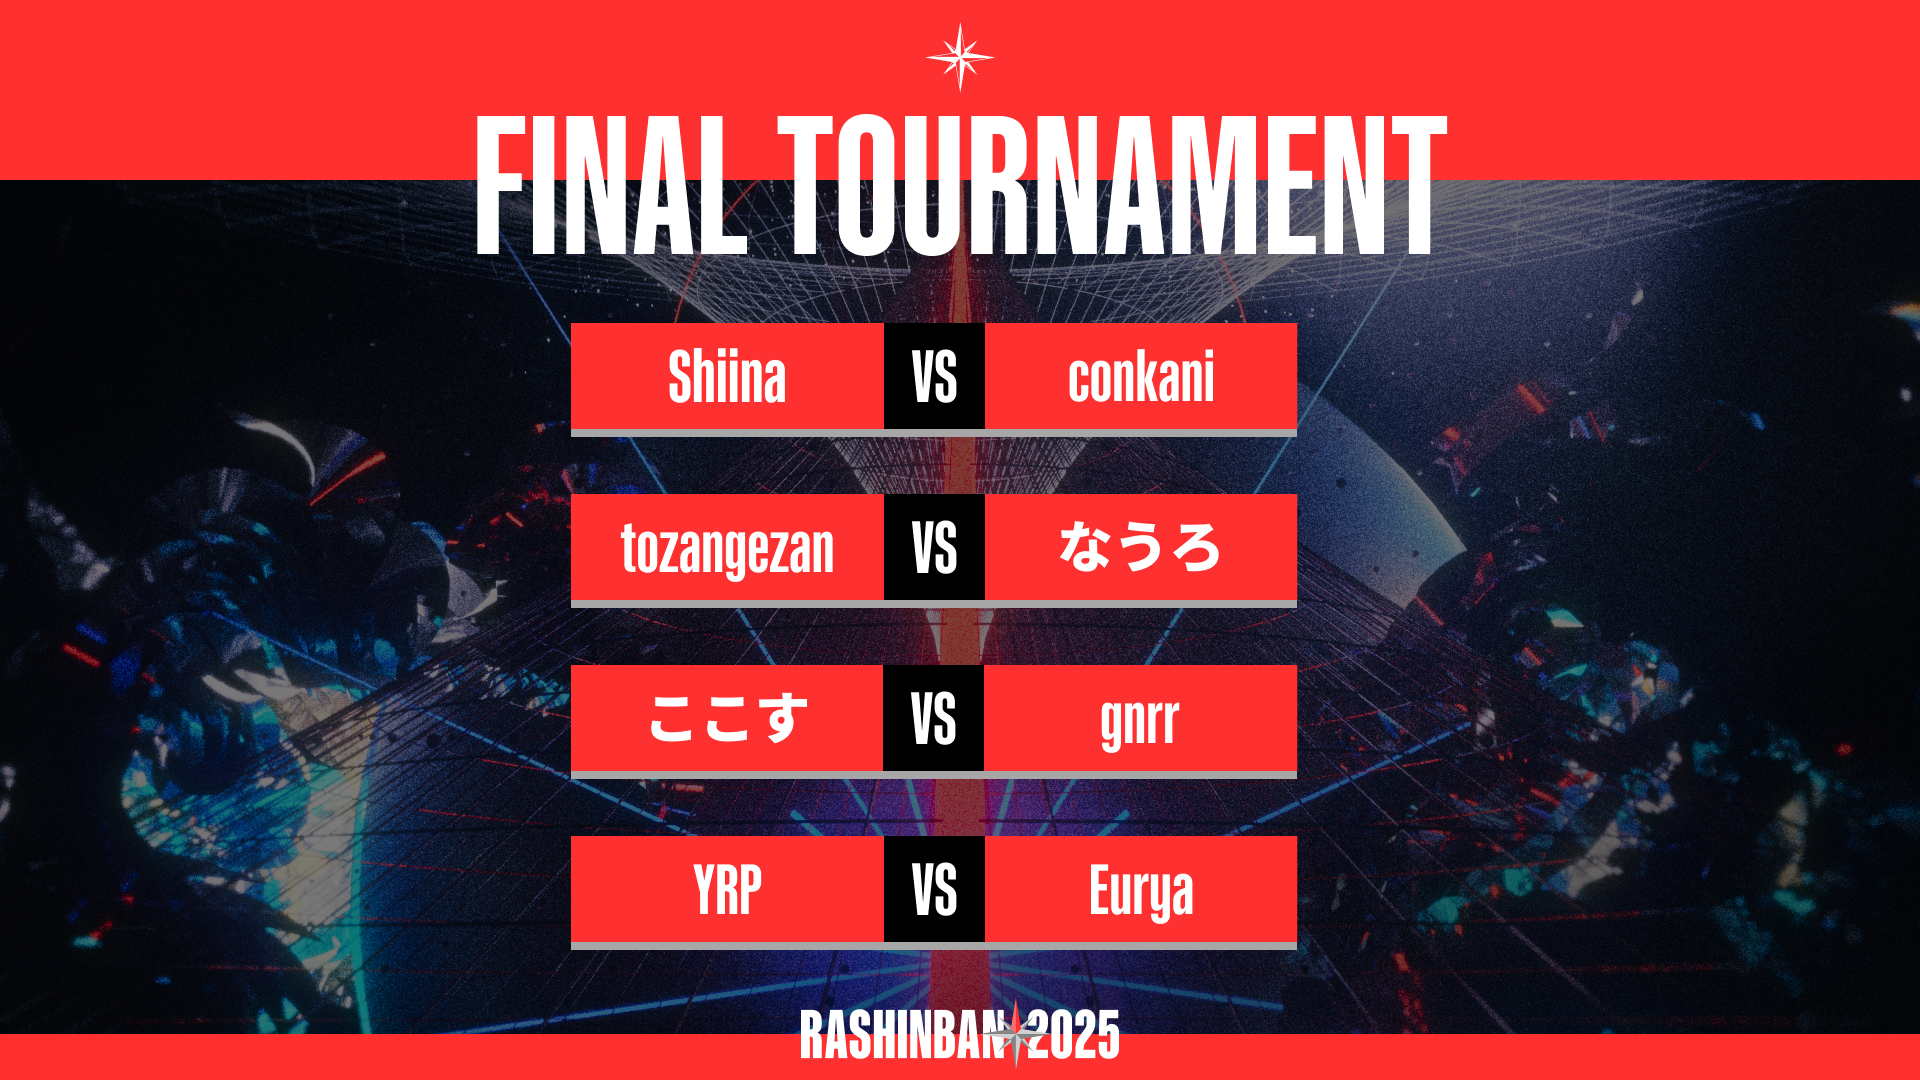 FINAL TOURNAMENT
Shiina VS conkani
tozangezan VS なうろ
ここす VS gnrr
YRP VS Eurya
RASHINBAN 2025